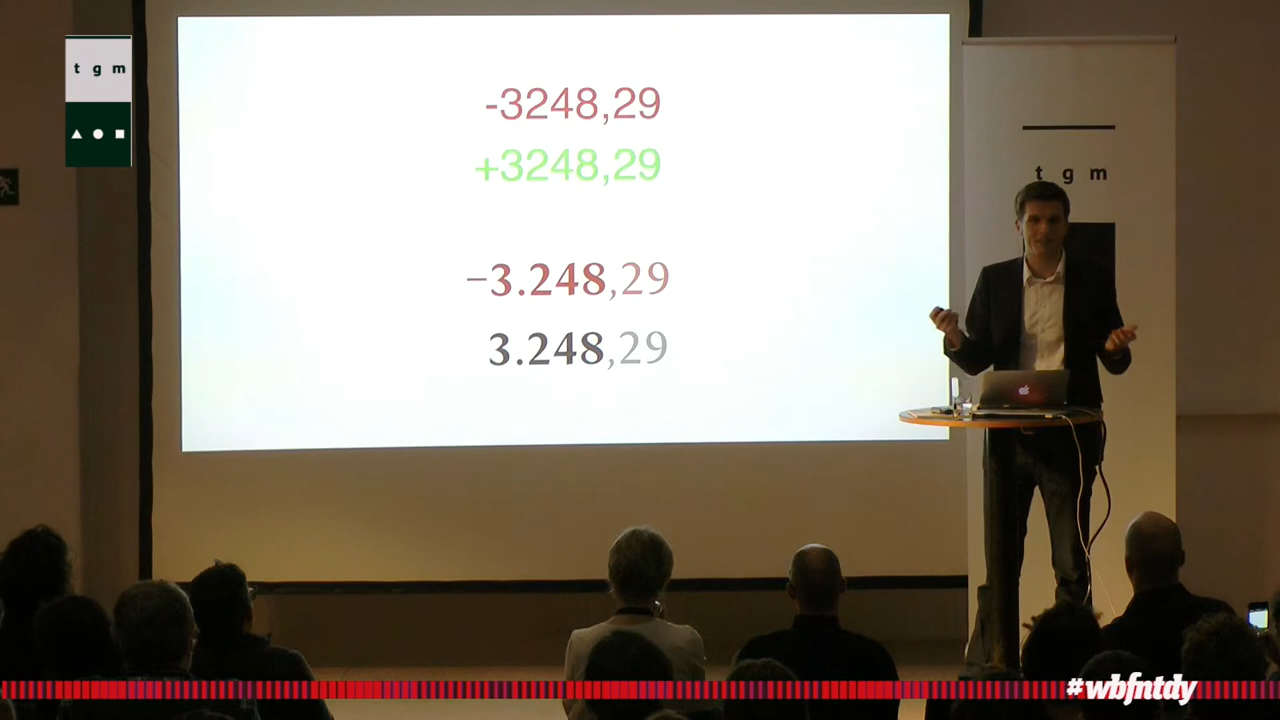 t g m
-3248,29
+3248,29
−3.248,29
3.248,29
t g m
#wbfntdy